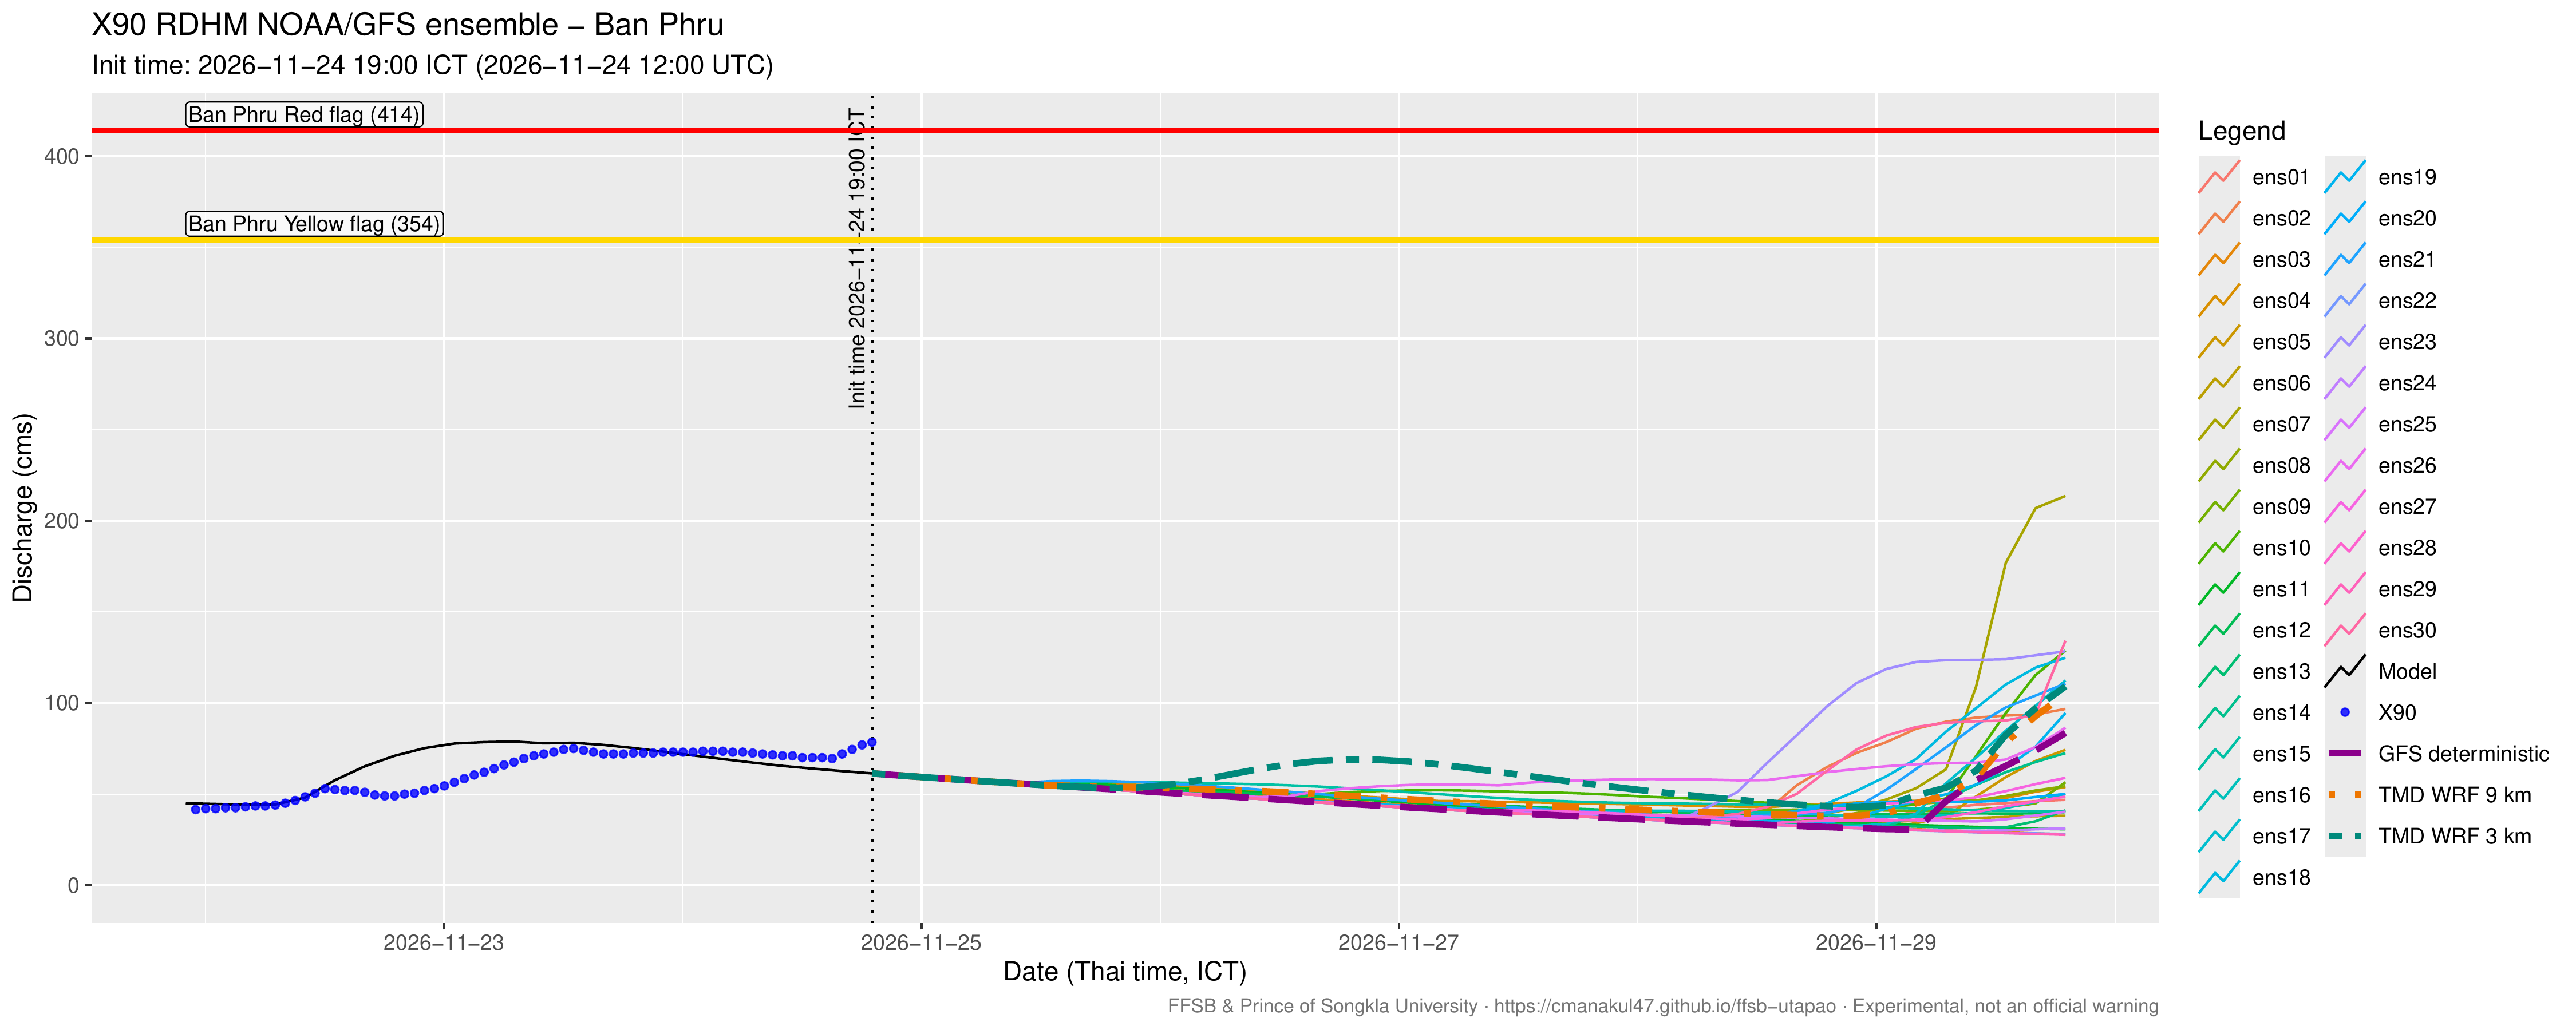 X90 RDHM NOAA/GFS ensemble – Ban Phru
Init time: 2026–11–24 19:00 ICT (2026–11–24 12:00 UTC)
Ban Phru Red flag (414)
Ban Phru Yellow flag (354)
Init time 2026–11–24 19:00 ICT
Discharge (cms)
400
300
200
100
0
2026–11–23
2026–11–25
2026–11–27
2026–11–29
Date (Thai time, ICT)
FFSB & Prince of Songkla University · https://cmanakul47.github.io/ffsb–utapao · Experimental, not an official warning
Legend
ens01
ens02
ens03
ens04
ens05
ens06
ens07
ens08
ens09
ens10
ens11
ens12
ens13
ens14
ens15
ens16
ens17
ens18
ens19
ens20
ens21
ens22
ens23
ens24
ens25
ens26
ens27
ens28
ens29
ens30
Model
X90
GFS deterministic
TMD WRF 9 km
TMD WRF 3 km